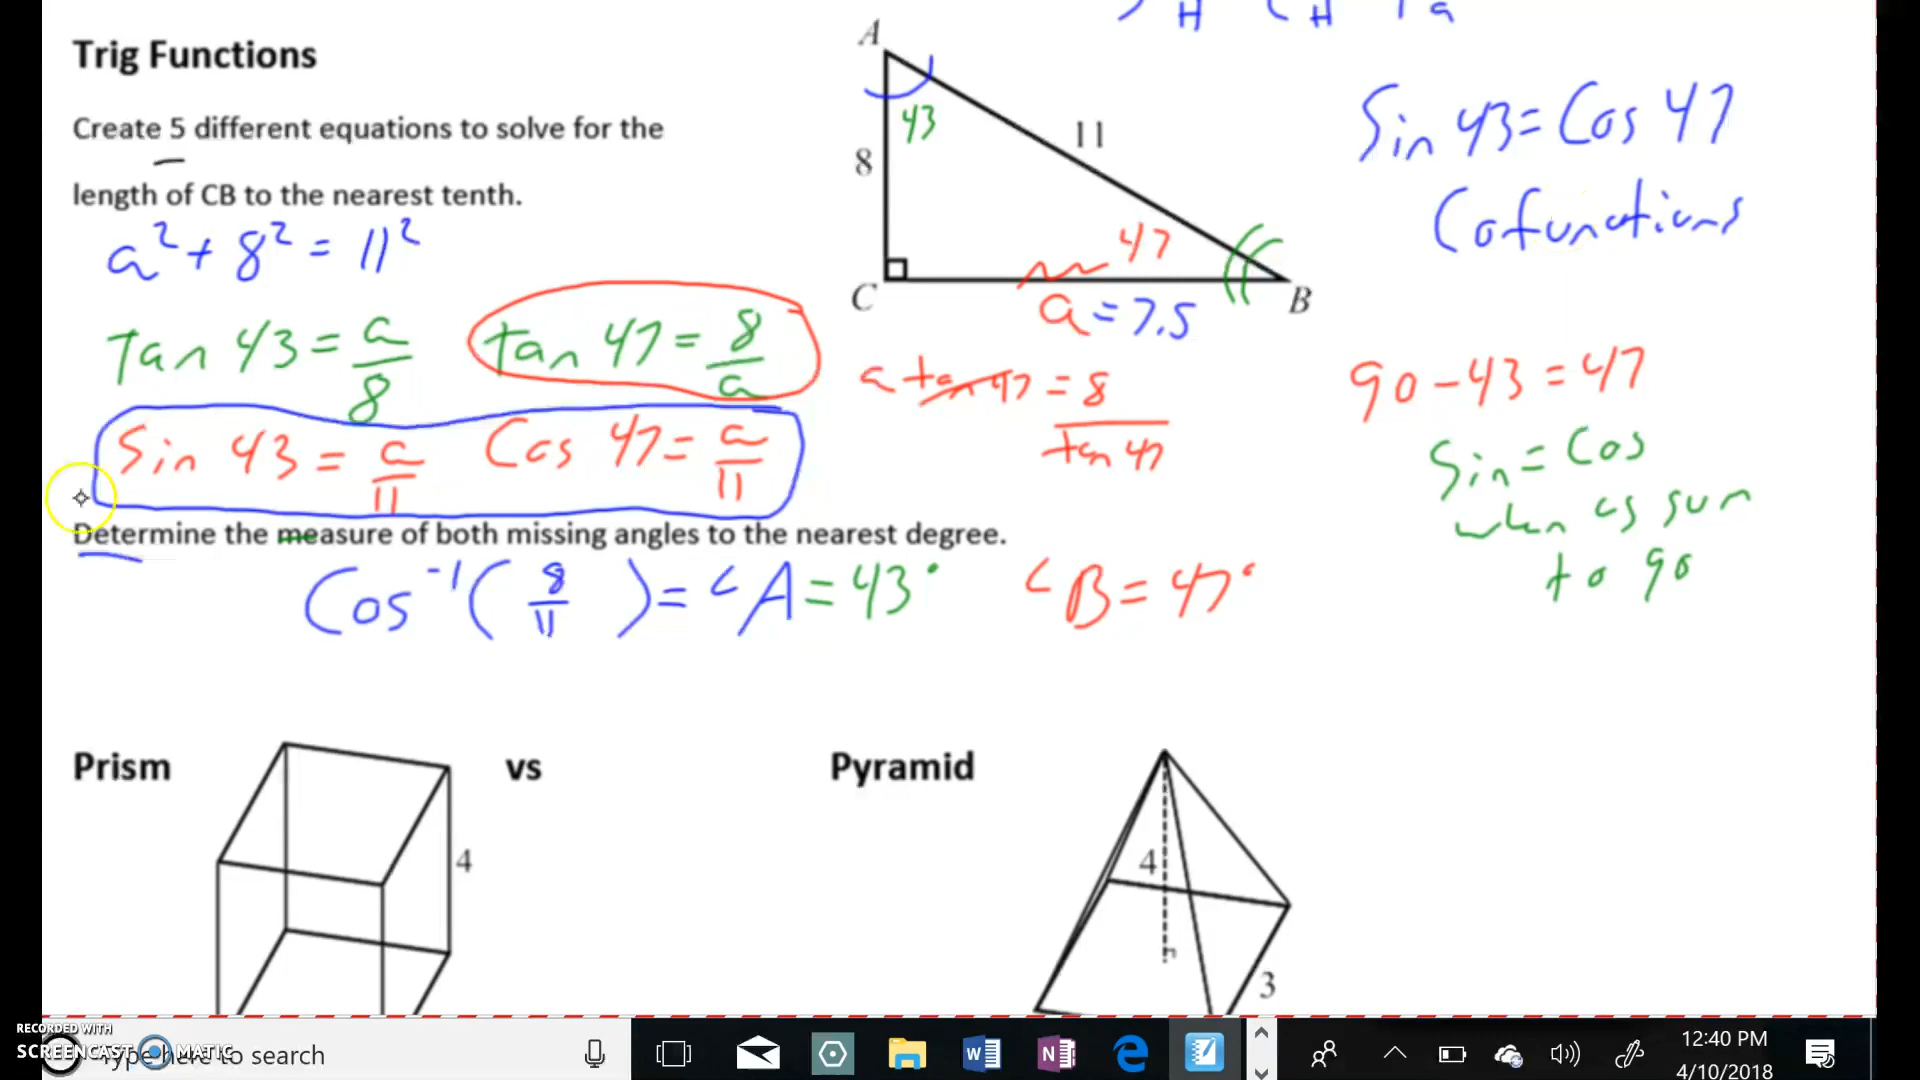 Trig Functions
Create 5 different equations to solve for the
length of CB to the nearest tenth.
a² + 8² = 11²
Tan 43 = a/8
tan 47 = 8/a
Sin 43 = a/11
Cos 47 = a/11
A
43
8
11
47
C
a = 7.5
B
a tan 47 = 8
tan 47
H
H
a
Sin 43 = Cos 47
Cofunctions
90 - 43 = 47
Sin = Cos
when ∠s sum
to 90
Determine the measure of both missing angles to the nearest degree.
Cos⁻¹( 8/11 ) = ∠A = 43°
∠B = 47°
Prism
vs
Pyramid
4
4
3
RECORDED WITH
SCREENCAST MATIC
Type here to search
12:40 PM
4/10/2018